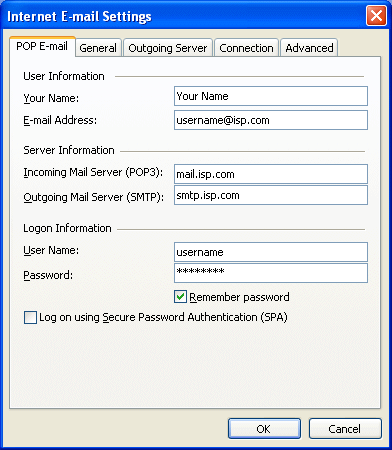 Internet E-mail Settings
POP E-mail General Outgoing Server Connection Advanced
User Information
Your Name: Your Name
E-mail Address: username@isp.com
Server Information
Incoming Mail Server (POP3): mail.isp.com
Outgoing Mail Server (SMTP): smtp.isp.com
Logon Information
User Name: username
Password: ********
Remember password
Log on using Secure Password Authentication (SPA)
OK Cancel